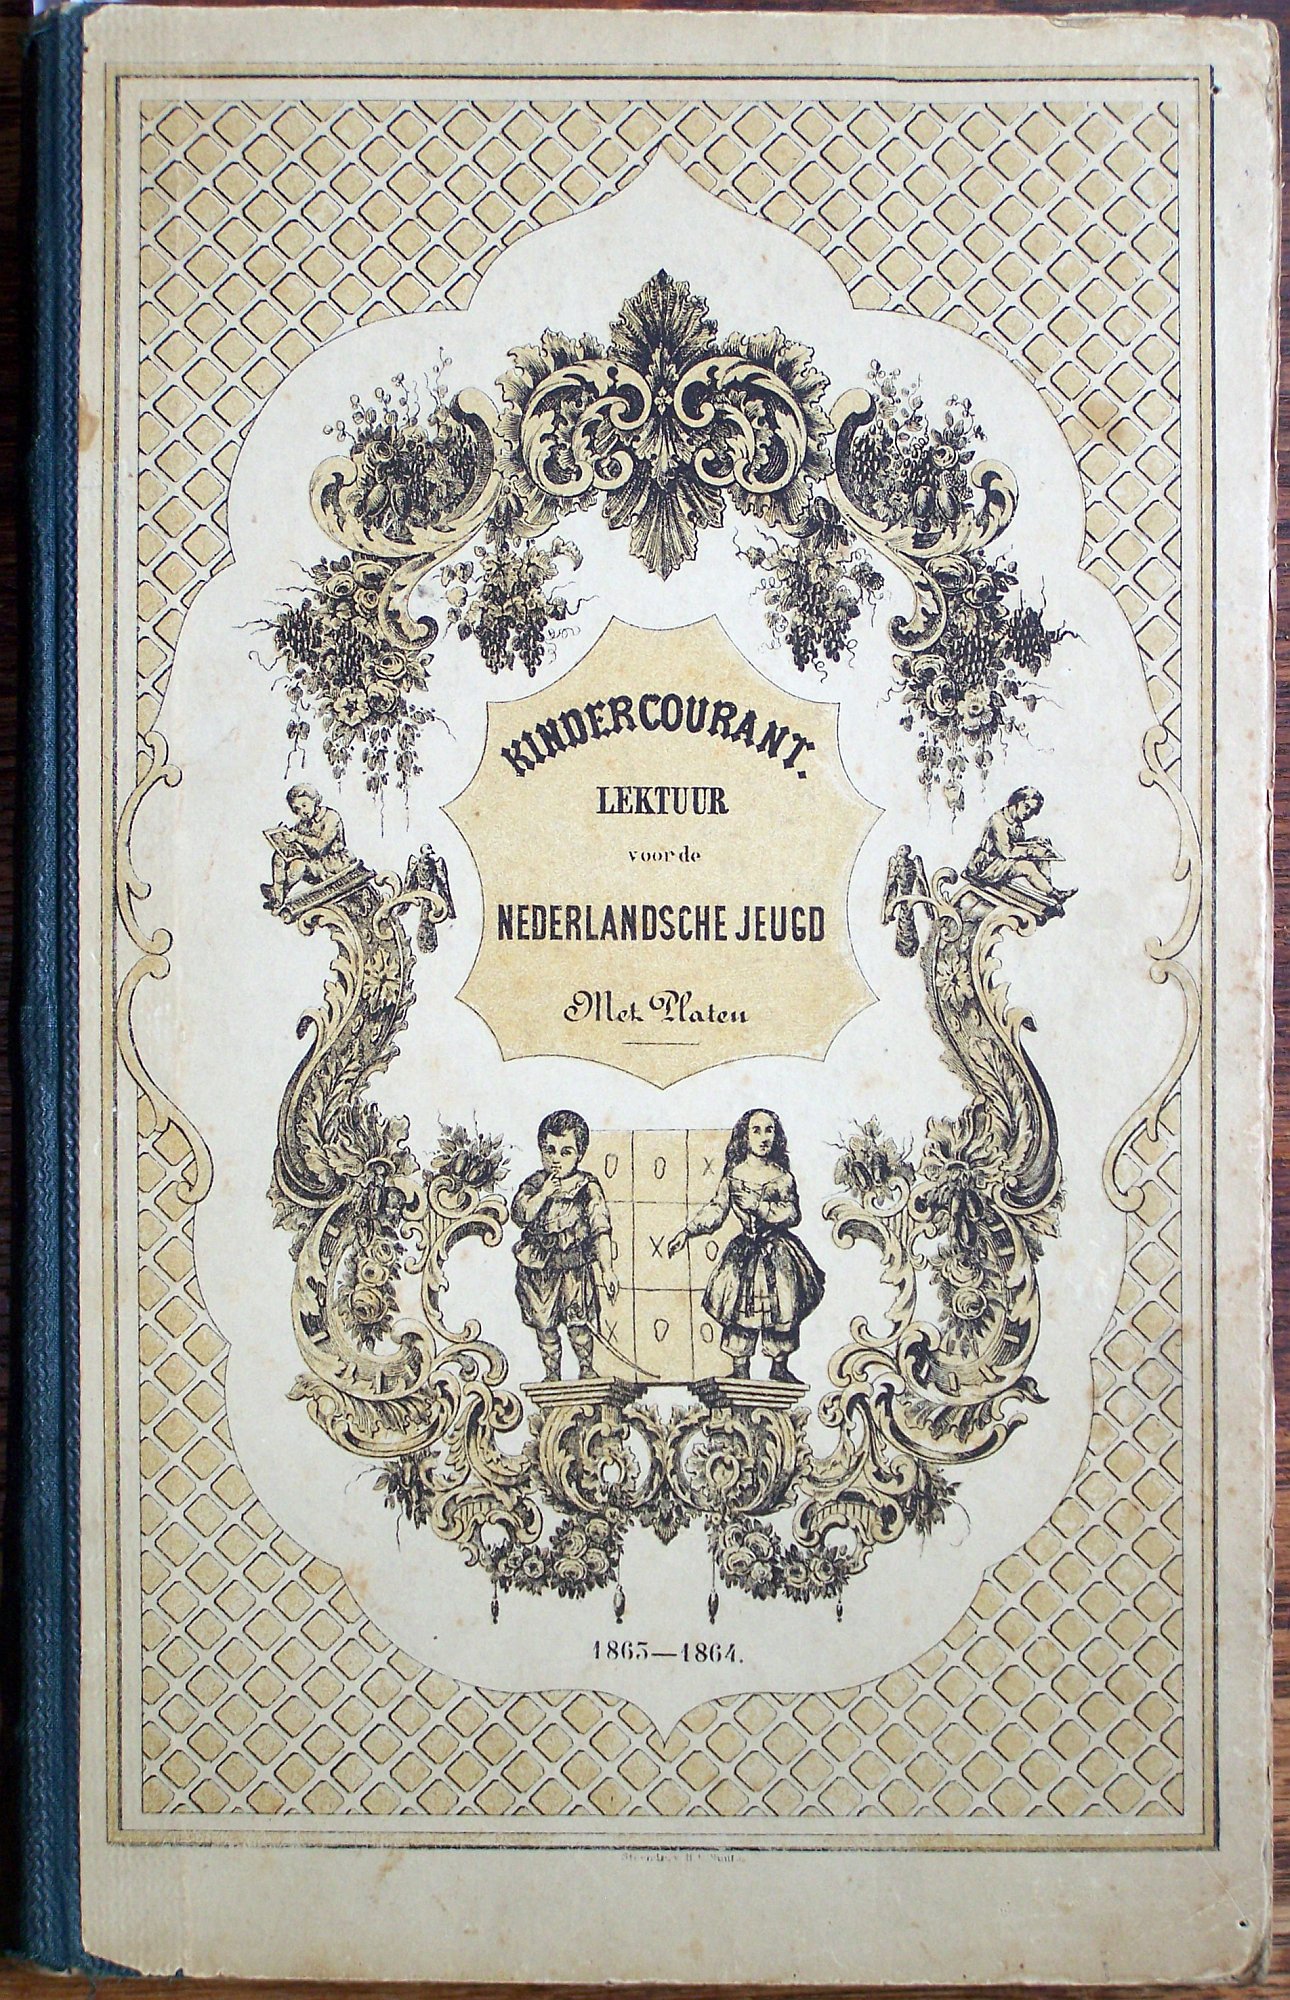 KINDERCOURANT.
LEKTUUR
voor de
NEDERLANDSCHE JEUGD
Met Platen
O O X
O X O
X O O
1863—1864.